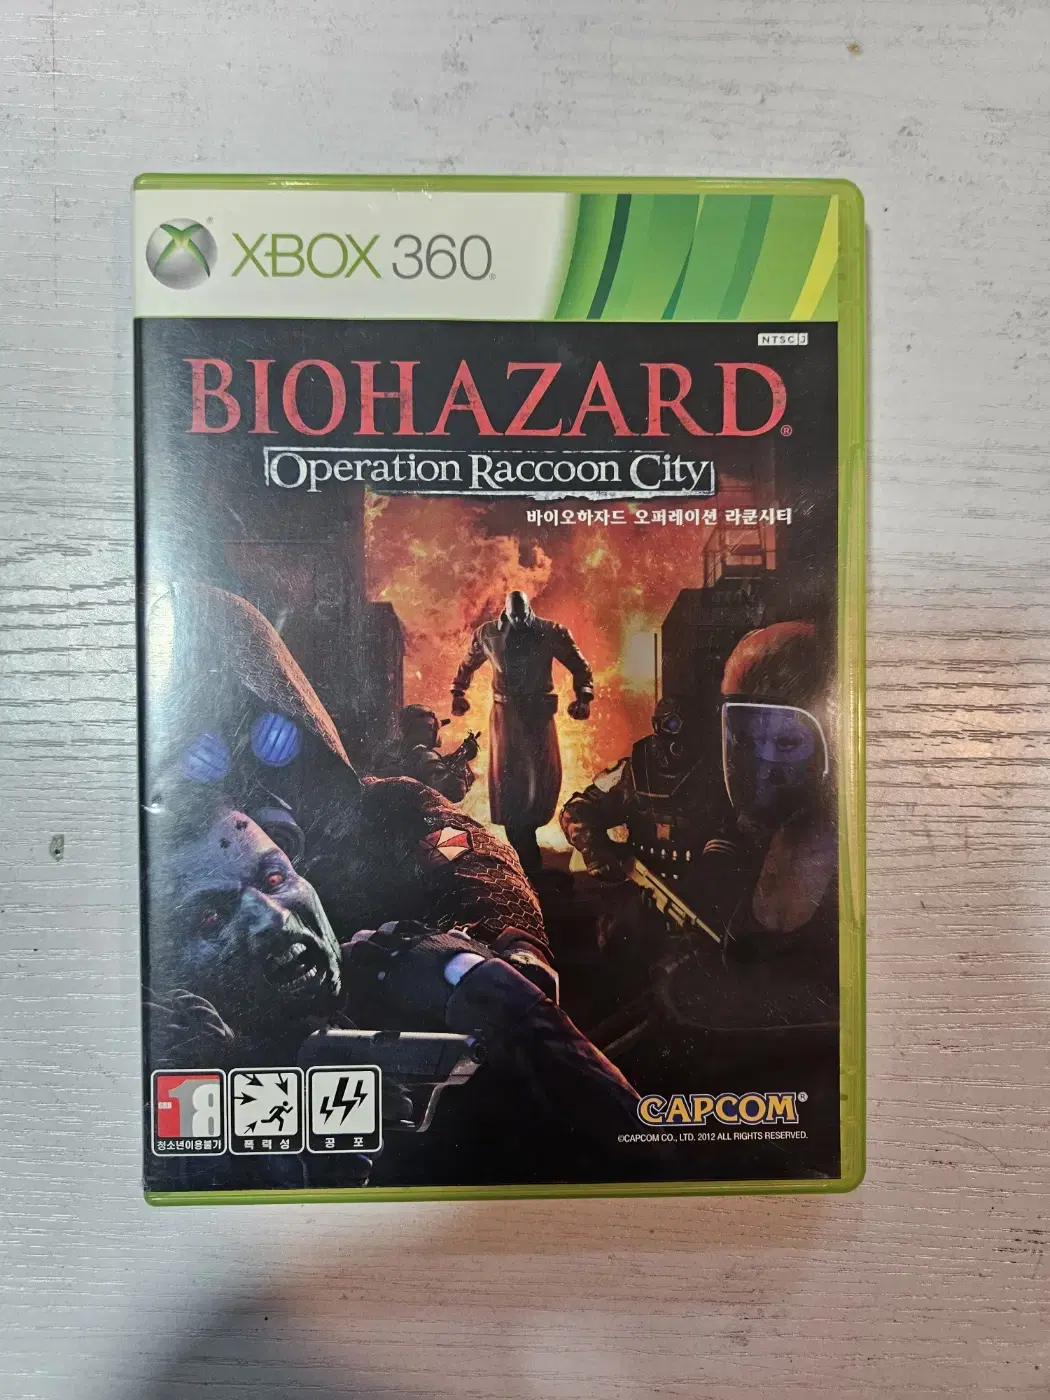 XBOX 360
NTSC J
BIOHAZARD®
Operation Raccoon City
바이오하자드 오퍼레이션 라쿤시티
18
청소년이용불가
폭력성
공포
CAPCOM®
©CAPCOM CO., LTD. 2012 ALL RIGHTS RESERVED.